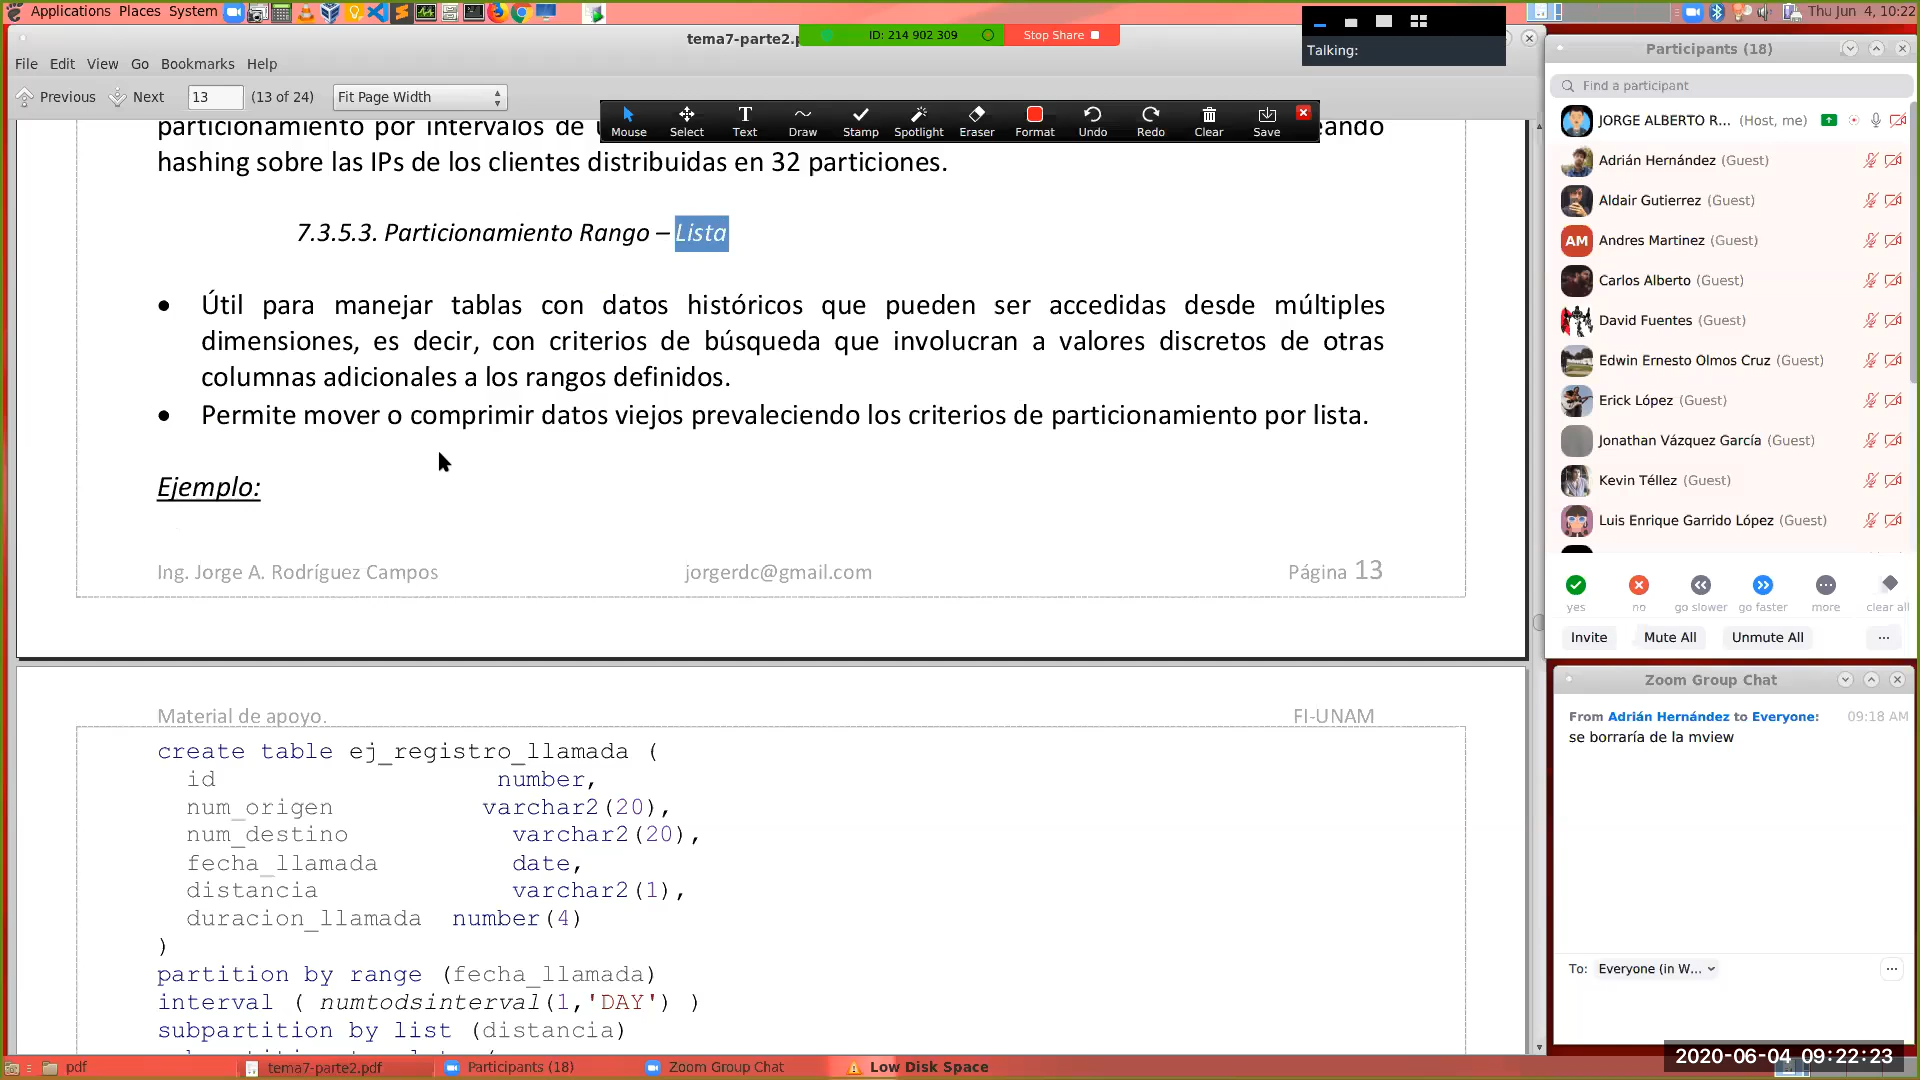 Applications Places System
Thu Jun 4, 10:22
tema7-parte2.p
ID: 214 902 309
Stop Share
Talking:
File Edit View Go Bookmarks Help
Previous Next 13 (13 of 24) Fit Page Width
Mouse Select Text Draw Stamp Spotlight Eraser Format Undo Redo Clear Save
particionamiento por intervalos de
eando
hashing sobre las IPs de los clientes distribuidas en 32 particiones.
7.3.5.3. Particionamiento Rango – Lista
• Útil para manejar tablas con datos históricos que pueden ser accedidas desde múltiples
dimensiones, es decir, con criterios de búsqueda que involucran a valores discretos de otras
columnas adicionales a los rangos definidos.
• Permite mover o comprimir datos viejos prevaleciendo los criterios de particionamiento por lista.
Ejemplo:
Ing. Jorge A. Rodríguez Campos jorgerdc@gmail.com Página 13
Material de apoyo. FI-UNAM
create table ej_registro_llamada (
id number,
num_origen varchar2(20),
num_destino varchar2(20),
fecha_llamada date,
distancia varchar2(1),
duracion_llamada number(4)
)
partition by range (fecha_llamada)
interval ( numtodsinterval(1,'DAY') )
subpartition by list (distancia)
Participants (18)
Find a participant
JORGE ALBERTO R... (Host, me)
Adrián Hernández (Guest)
Aldair Gutierrez (Guest)
AM Andres Martinez (Guest)
Carlos Alberto (Guest)
David Fuentes (Guest)
Edwin Ernesto Olmos Cruz (Guest)
Erick López (Guest)
Jonathan Vázquez García (Guest)
Kevin Téllez (Guest)
Luis Enrique Garrido López (Guest)
yes no go slower go faster more clear all
Invite Mute All Unmute All ...
Zoom Group Chat
From Adrián Hernández to Everyone: 09:18 AM
se borraría de la mview
To: Everyone (in W... ...
pdf tema7-parte2.pdf Participants (18) Zoom Group Chat Low Disk Space
2020-06-04 09:22:23